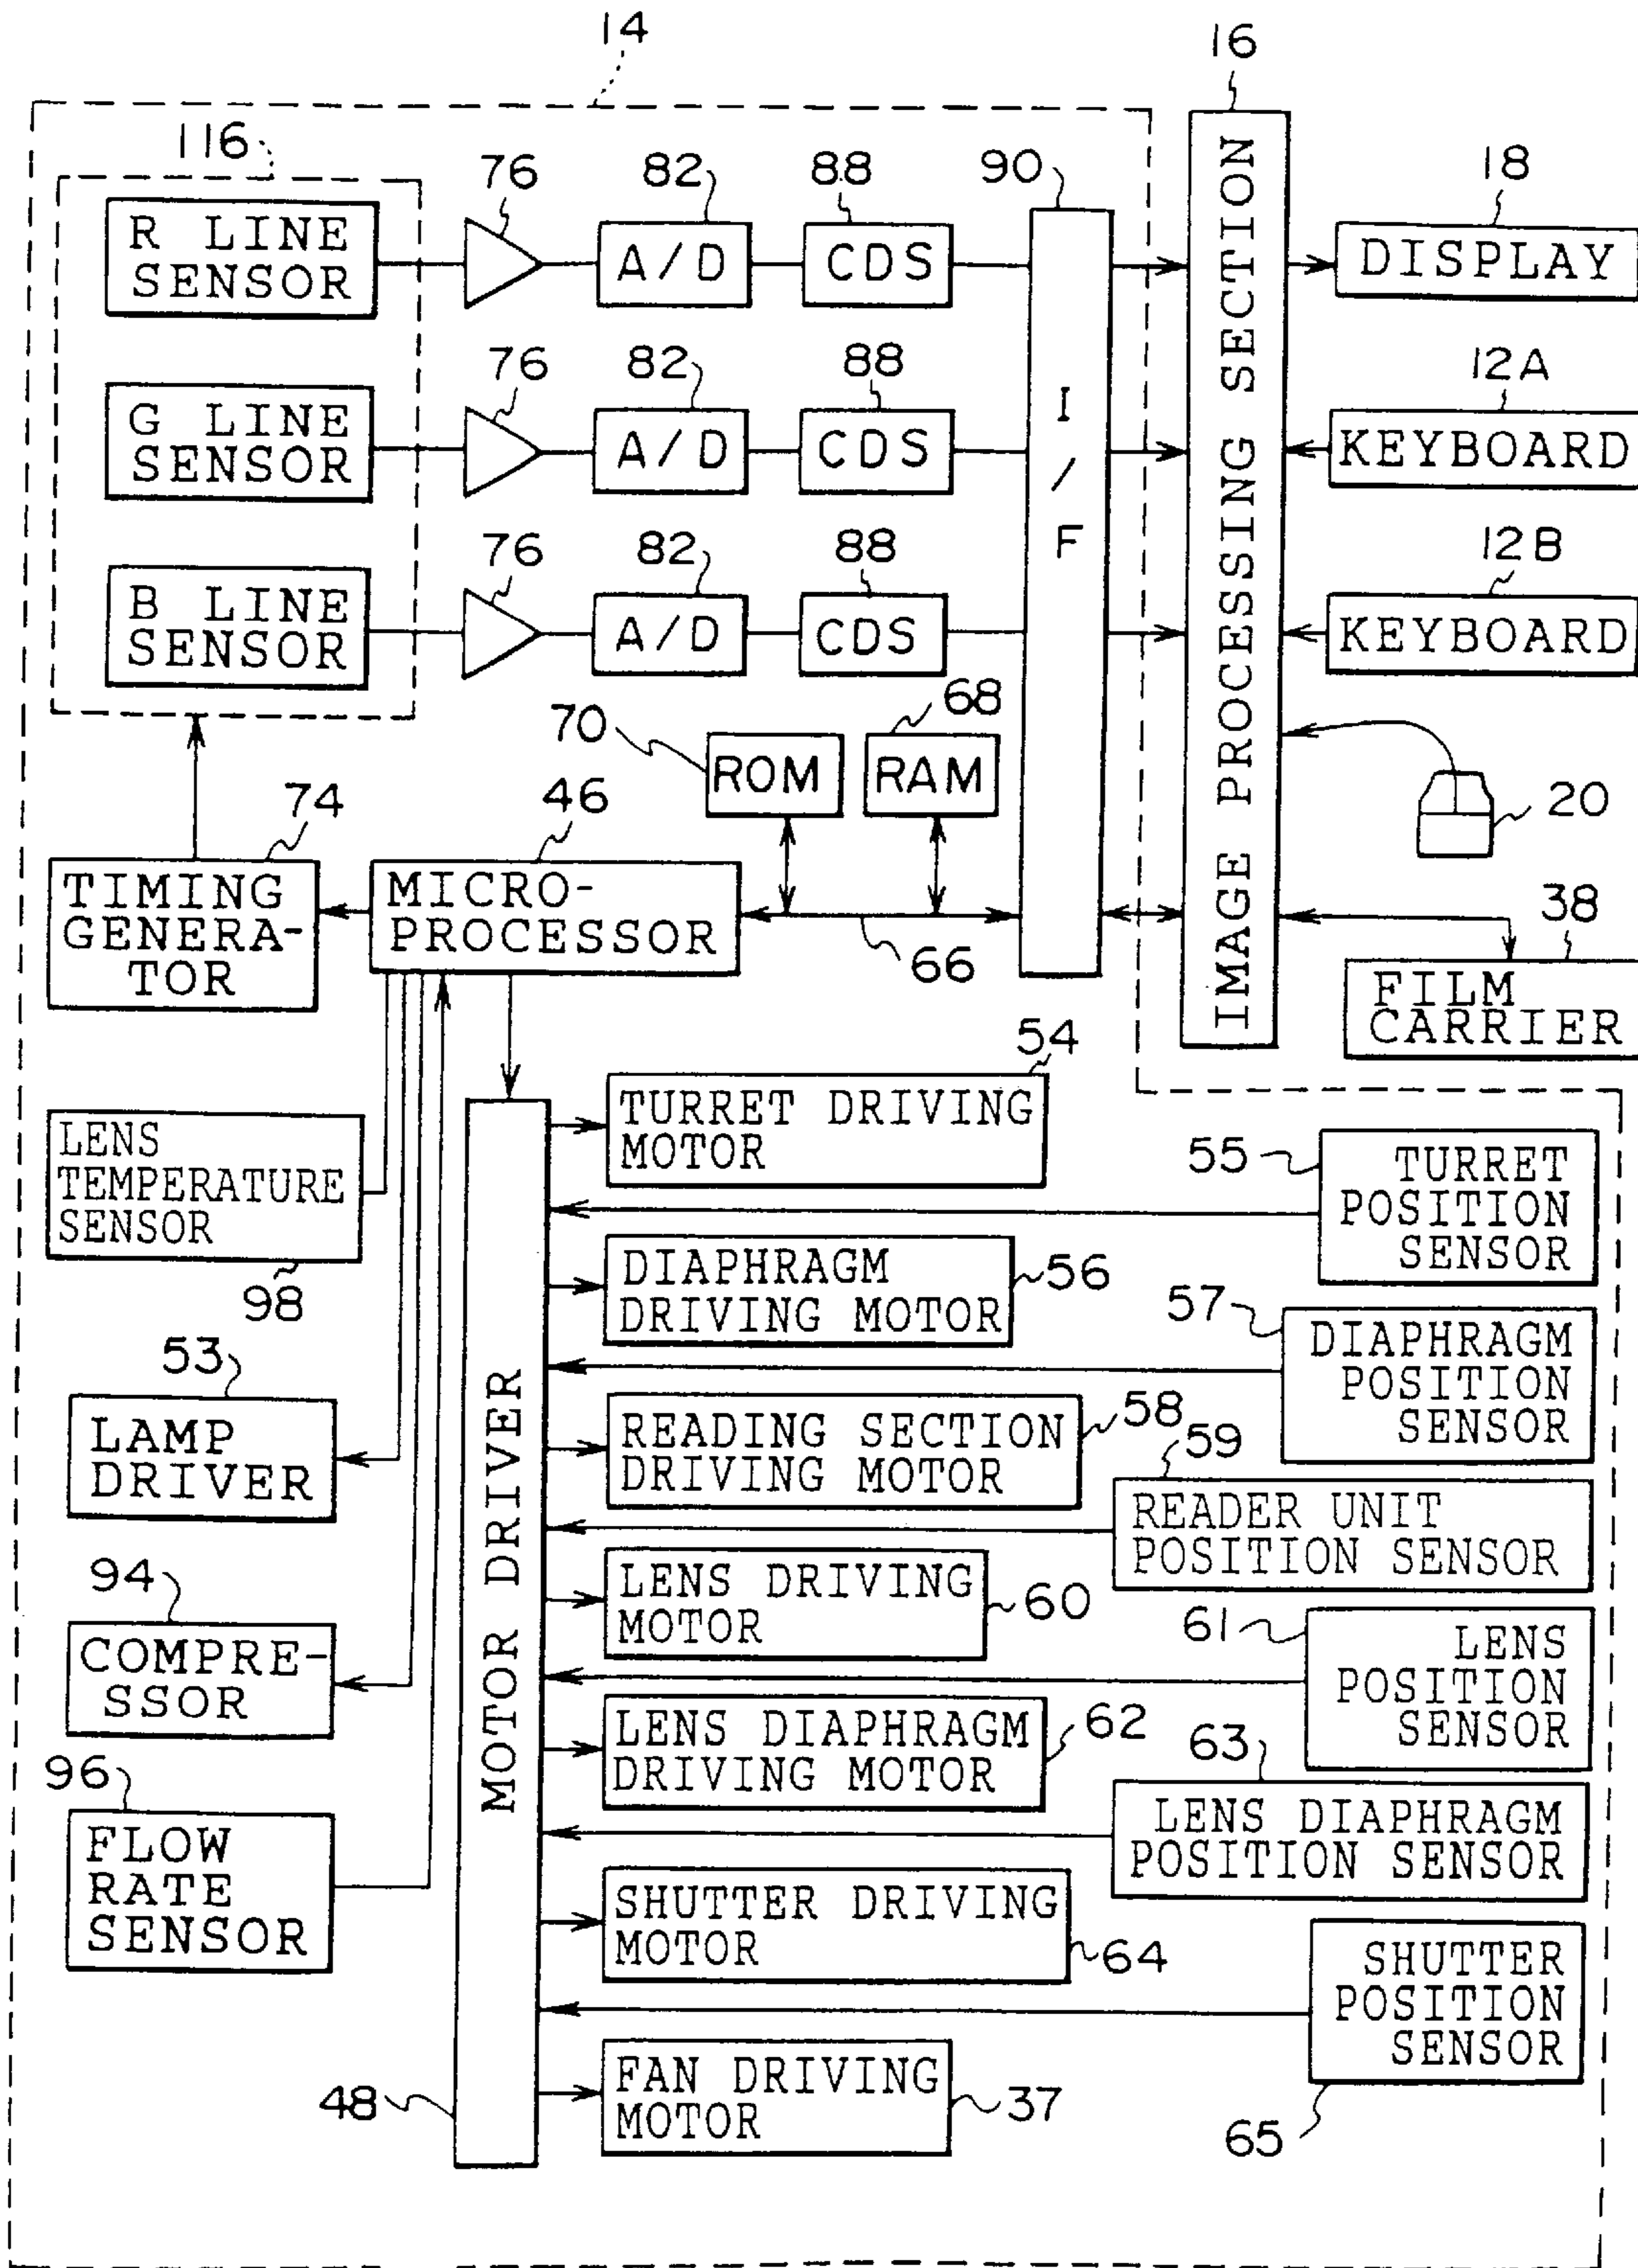 14
16
116
R LINE
SENSOR
76
82
88
90
18
DISPLAY
A/D
CDS
G LINE
SENSOR
76
82
88
12A
KEYBOARD
A/D
CDS
I/F
B LINE
SENSOR
76
82
88
12B
KEYBOARD
A/D
CDS
IMAGE PROCESSING SECTION
70
ROM
68
RAM
20
74
TIMING
GENERA-
TOR
46
MICRO-
PROCESSOR
66
38
FILM
CARRIER
54
TURRET DRIVING
MOTOR
LENS
TEMPERATURE
SENSOR
98
55
TURRET
POSITION
SENSOR
DIAPHRAGM
DRIVING MOTOR
56
57
DIAPHRAGM
POSITION
SENSOR
53
LAMP
DRIVER
MOTOR DRIVER
READING SECTION
DRIVING MOTOR
58
59
READER UNIT
POSITION SENSOR
94
COMPRE-
SSOR
LENS DRIVING
MOTOR
60
61
LENS
POSITION
SENSOR
LENS DIAPHRAGM
DRIVING MOTOR
62
63
LENS DIAPHRAGM
POSITION SENSOR
96
FLOW
RATE
SENSOR
SHUTTER DRIVING
MOTOR
64
SHUTTER
POSITION
SENSOR
65
48
FAN DRIVING
MOTOR
37